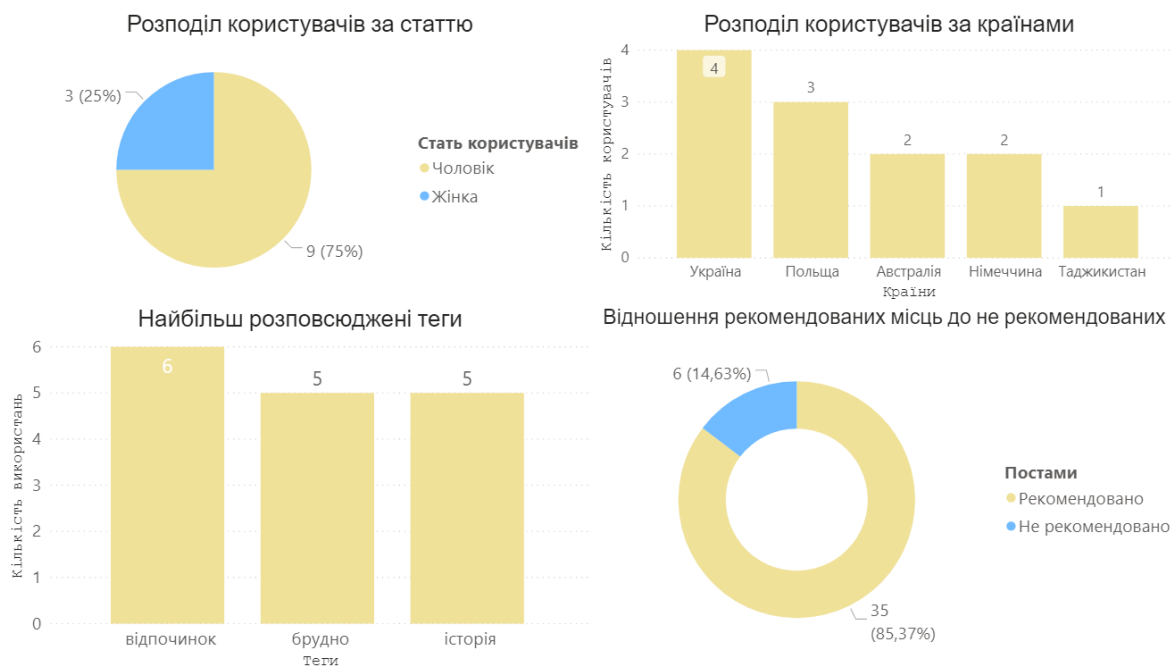 Розподіл користувачів за статтю
3 (25%)
9 (75%)
Стать користувачів
Чоловік
Жінка
Розподіл користувачів за країнами
Кількість користувачів
4
3
2
1
0
4
3
2
2
1
Україна
Польща
Австралія
Німеччина
Таджикистан
Країни
Найбільш розповсюджені теги
Кількість використань
6
5
4
3
2
1
0
6
5
5
відпочинок
брудно
історія
Теги
Відношення рекомендованих місць до не рекомендованих
6 (14,63%)
35
(85,37%)
Постами
Рекомендовано
Не рекомендовано